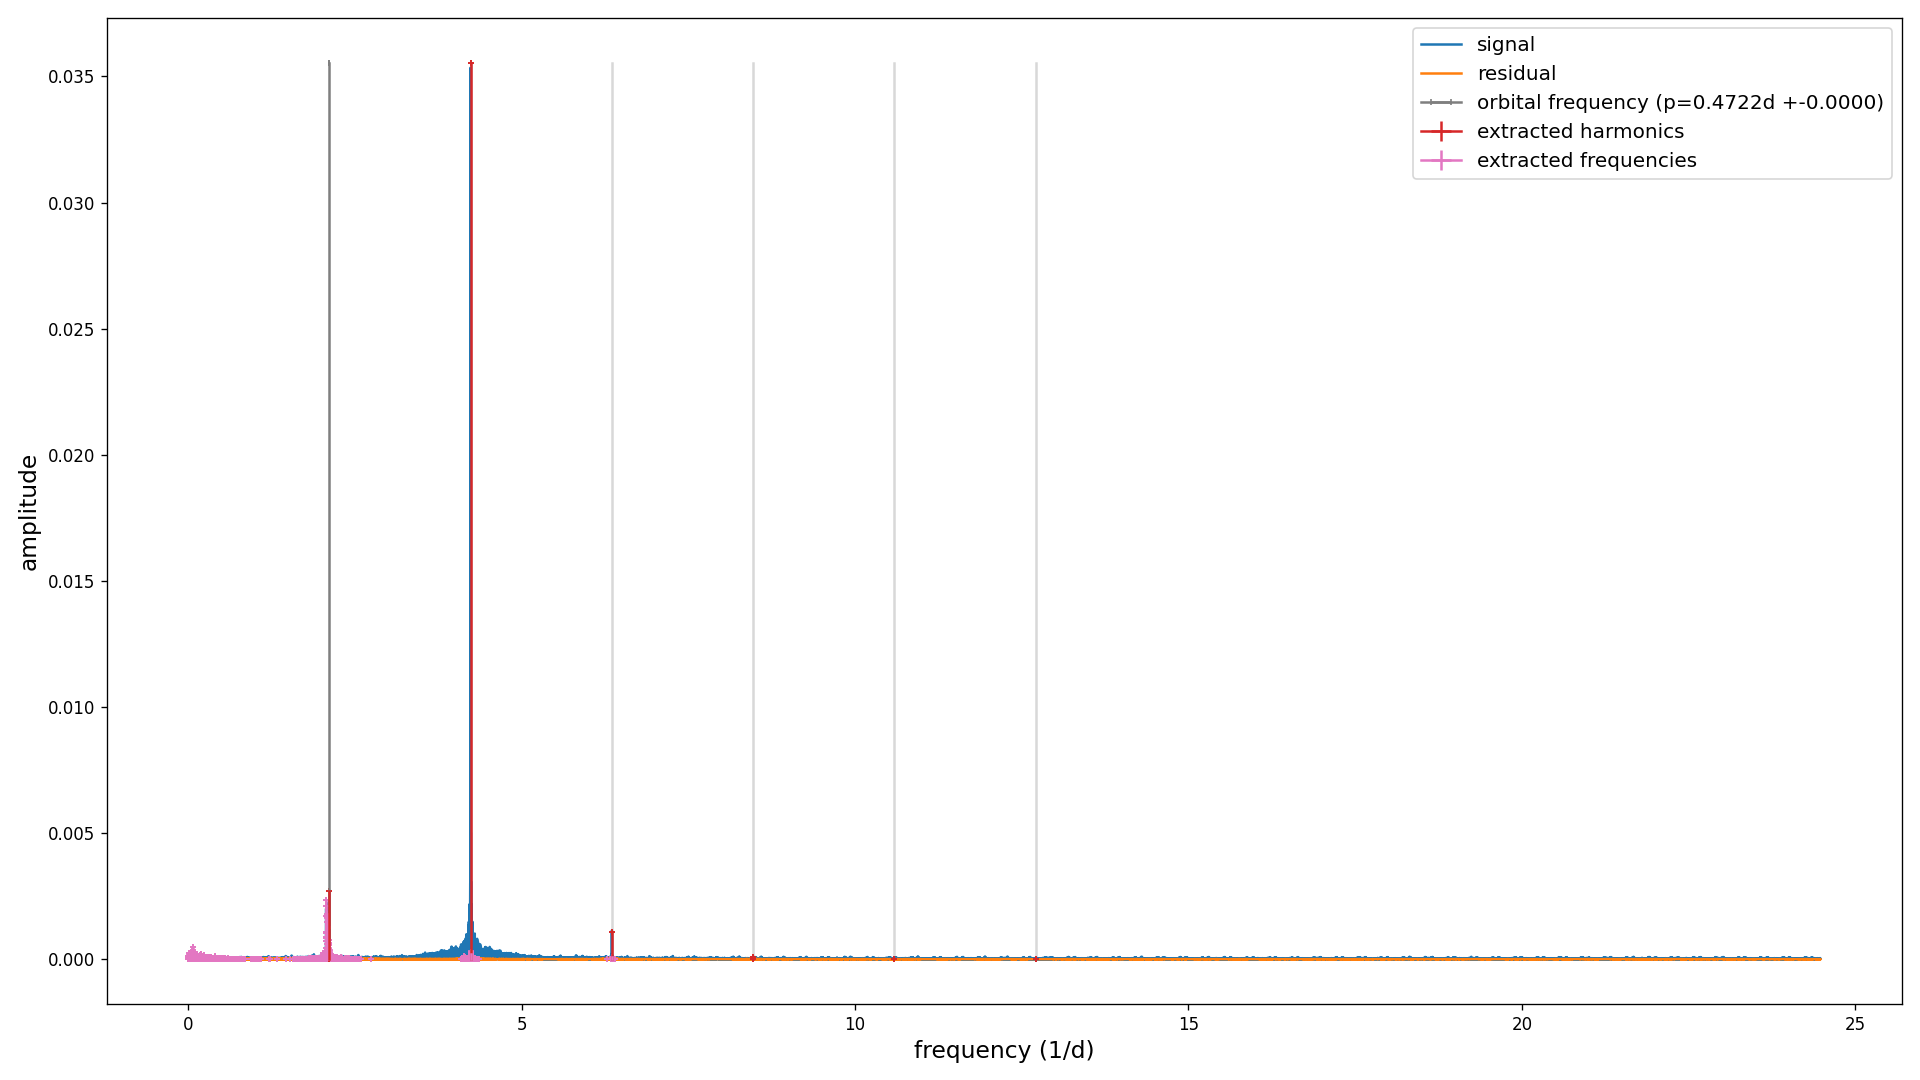 signal
residual
orbital frequency (p=0.4722d +-0.0000)
extracted harmonics
extracted frequencies
0.035
0.030
0.025
0.020
0.015
0.010
0.005
0.000
amplitude
0 5 10 15 20 25
frequency (1/d)